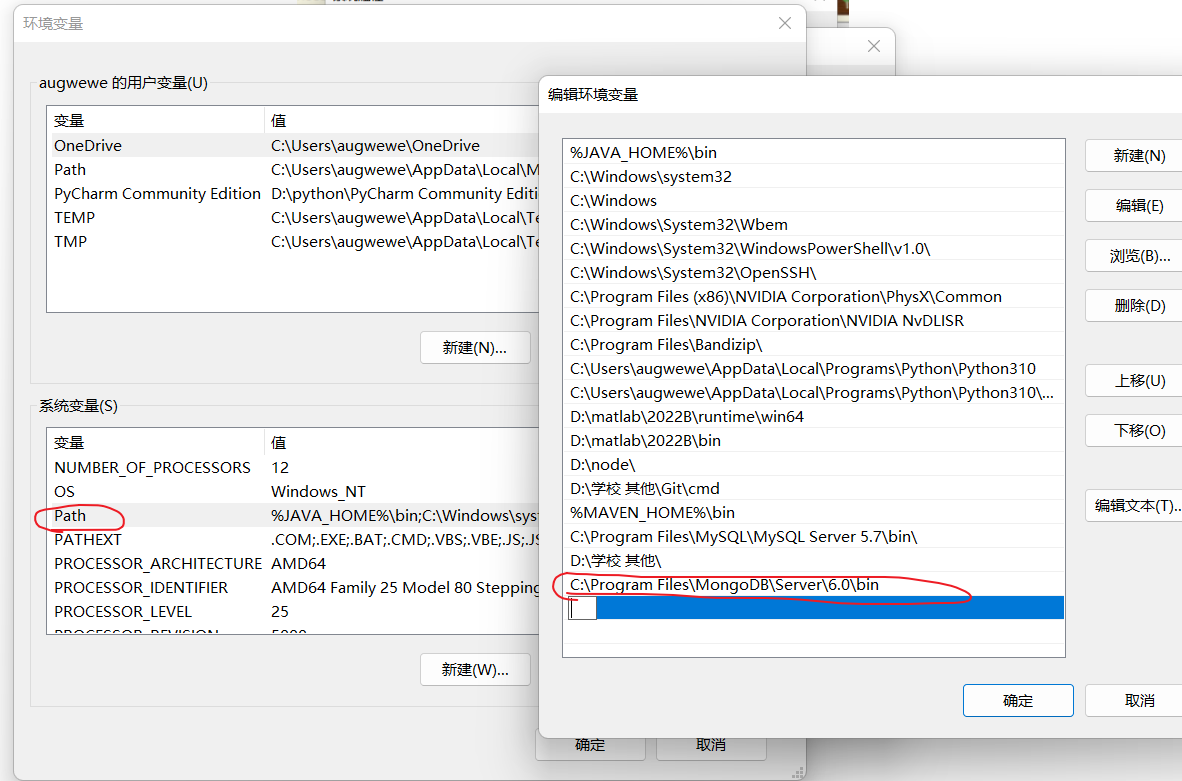 环境变量
augwewe 的用户变量(U)
变量 值
OneDrive C:\Users\augwewe\OneDrive
Path C:\Users\augwewe\AppData\Local\M
PyCharm Community Edition D:\python\PyCharm Community Editi
TEMP C:\Users\augwewe\AppData\Local\Te
TMP C:\Users\augwewe\AppData\Local\Te
新建(N)...
系统变量(S)
变量 值
NUMBER_OF_PROCESSORS 12
OS Windows_NT
Path %JAVA_HOME%\bin;C:\Windows\syst
PATHEXT .COM;.EXE;.BAT;.CMD;.VBS;.VBE;.JS;.JS
PROCESSOR_ARCHITECTURE AMD64
PROCESSOR_IDENTIFIER AMD64 Family 25 Model 80 Stepping
PROCESSOR_LEVEL 25
PROCESSOR_REVISION 5000
新建(W)...
确定 取消
编辑环境变量
%JAVA_HOME%\bin
C:\Windows\system32
C:\Windows
C:\Windows\System32\Wbem
C:\Windows\System32\WindowsPowerShell\v1.0\
C:\Windows\System32\OpenSSH\
C:\Program Files (x86)\NVIDIA Corporation\PhysX\Common
C:\Program Files\NVIDIA Corporation\NVIDIA NvDLISR
C:\Program Files\Bandizip\
C:\Users\augwewe\AppData\Local\Programs\Python\Python310
C:\Users\augwewe\AppData\Local\Programs\Python\Python310\...
D:\matlab\2022B\runtime\win64
D:\matlab\2022B\bin
D:\node\
D:\学校 其他\Git\cmd
%MAVEN_HOME%\bin
C:\Program Files\MySQL\MySQL Server 5.7\bin\
D:\学校 其他\
C:\Program Files\MongoDB\Server\6.0\bin
新建(N)
编辑(E)
浏览(B)...
删除(D)
上移(U)
下移(O)
编辑文本(T)...
确定 取消